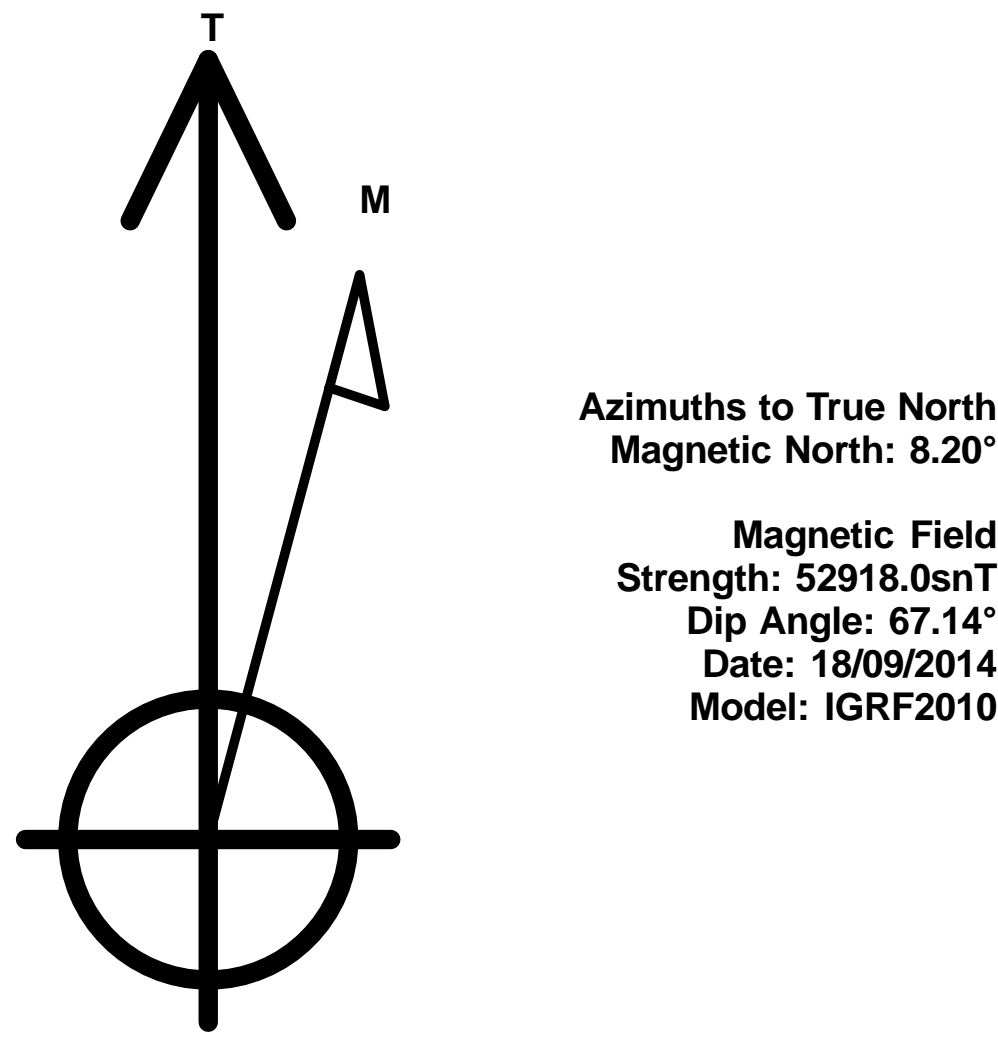 T
M
Azimuths to True North
Magnetic North: 8.20°
Magnetic Field
Strength: 52918.0snT
Dip Angle: 67.14°
Date: 18/09/2014
Model: IGRF2010